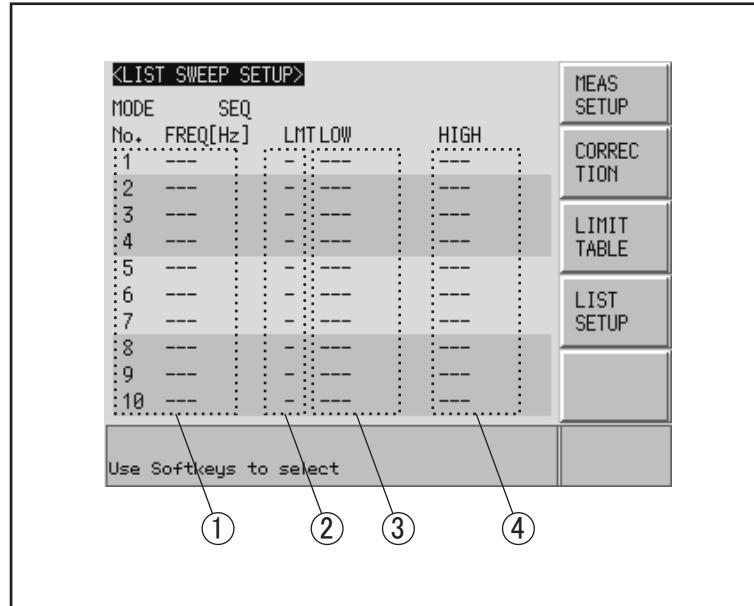 <LIST SWEEP SETUP>
MODE SEQ
No. FREQ[Hz] LMT LOW HIGH
1 --- - --- ---
2 --- - --- ---
3 --- - --- ---
4 --- - --- ---
5 --- - --- ---
6 --- - --- ---
7 --- - --- ---
8 --- - --- ---
9 --- - --- ---
10 --- - --- ---
MEAS
SETUP
CORREC
TION
LIMIT
TABLE
LIST
SETUP
Use Softkeys to select
① ② ③ ④